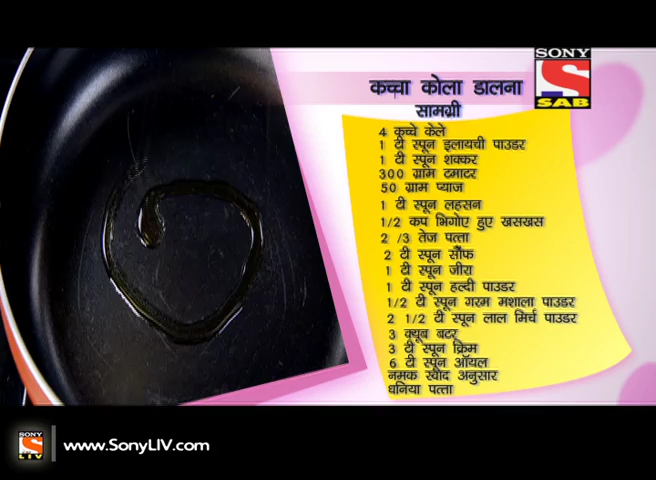 SONY
S
SAB
कच्चा कोला डालना
सामग्री
4 कच्चे केले
1 टी स्पून इलायची पाउडर
1 टी स्पून शक्कर
300 ग्राम टमाटर
50 ग्राम प्याज
1 टी स्पून लहसन
1/2 कप भिगोए हुए खसखस
2 /3 तेज पत्ता
2 टी स्पून सौंफ
1 टी स्पून जीरा
1 टी स्पून हल्दी पाउडर
1/2 टी स्पून गरम मशाला पाउडर
2 1/2 टी स्पून लाल मिर्च पाउडर
3 क्यूब बटर
3 टी स्पून क्रिम
6 टी स्पून ऑयल
नमक स्वाद अनुसार
धनिया पत्ता
SONY
S
LIV
www.SonyLIV.com